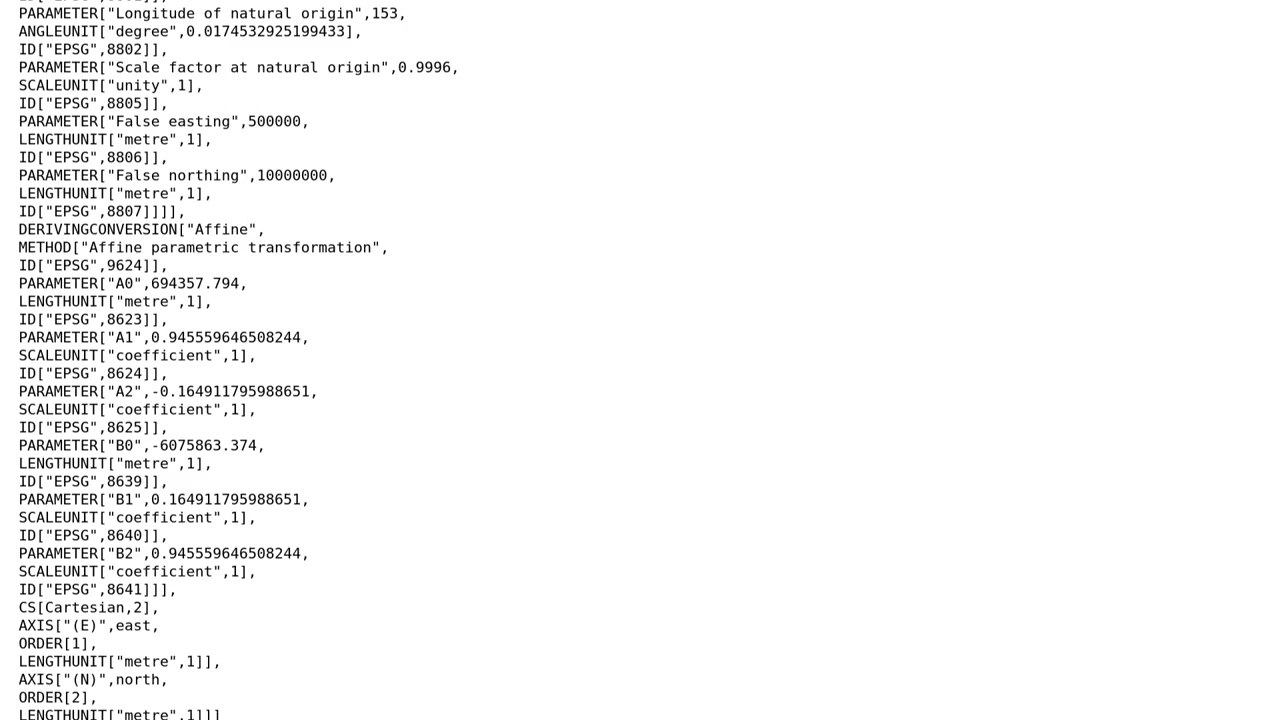 ID["EPSG",8801]],
PARAMETER["Longitude of natural origin",153,
ANGLEUNIT["degree",0.0174532925199433],
ID["EPSG",8802]],
PARAMETER["Scale factor at natural origin",0.9996,
SCALEUNIT["unity",1],
ID["EPSG",8805]],
PARAMETER["False easting",500000,
LENGTHUNIT["metre",1],
ID["EPSG",8806]],
PARAMETER["False northing",10000000,
LENGTHUNIT["metre",1],
ID["EPSG",8807]]]],
DERIVINGCONVERSION["Affine",
METHOD["Affine parametric transformation",
ID["EPSG",9624]],
PARAMETER["A0",694357.794,
LENGTHUNIT["metre",1],
ID["EPSG",8623]],
PARAMETER["A1",0.945559646508244,
SCALEUNIT["coefficient",1],
ID["EPSG",8624]],
PARAMETER["A2",-0.164911795988651,
SCALEUNIT["coefficient",1],
ID["EPSG",8625]],
PARAMETER["B0",-6075863.374,
LENGTHUNIT["metre",1],
ID["EPSG",8639]],
PARAMETER["B1",0.164911795988651,
SCALEUNIT["coefficient",1],
ID["EPSG",8640]],
PARAMETER["B2",0.945559646508244,
SCALEUNIT["coefficient",1],
ID["EPSG",8641]]],
CS[Cartesian,2],
AXIS["(E)",east,
ORDER[1],
LENGTHUNIT["metre",1]],
AXIS["(N)",north,
ORDER[2],
LENGTHUNIT["metre",1]]]